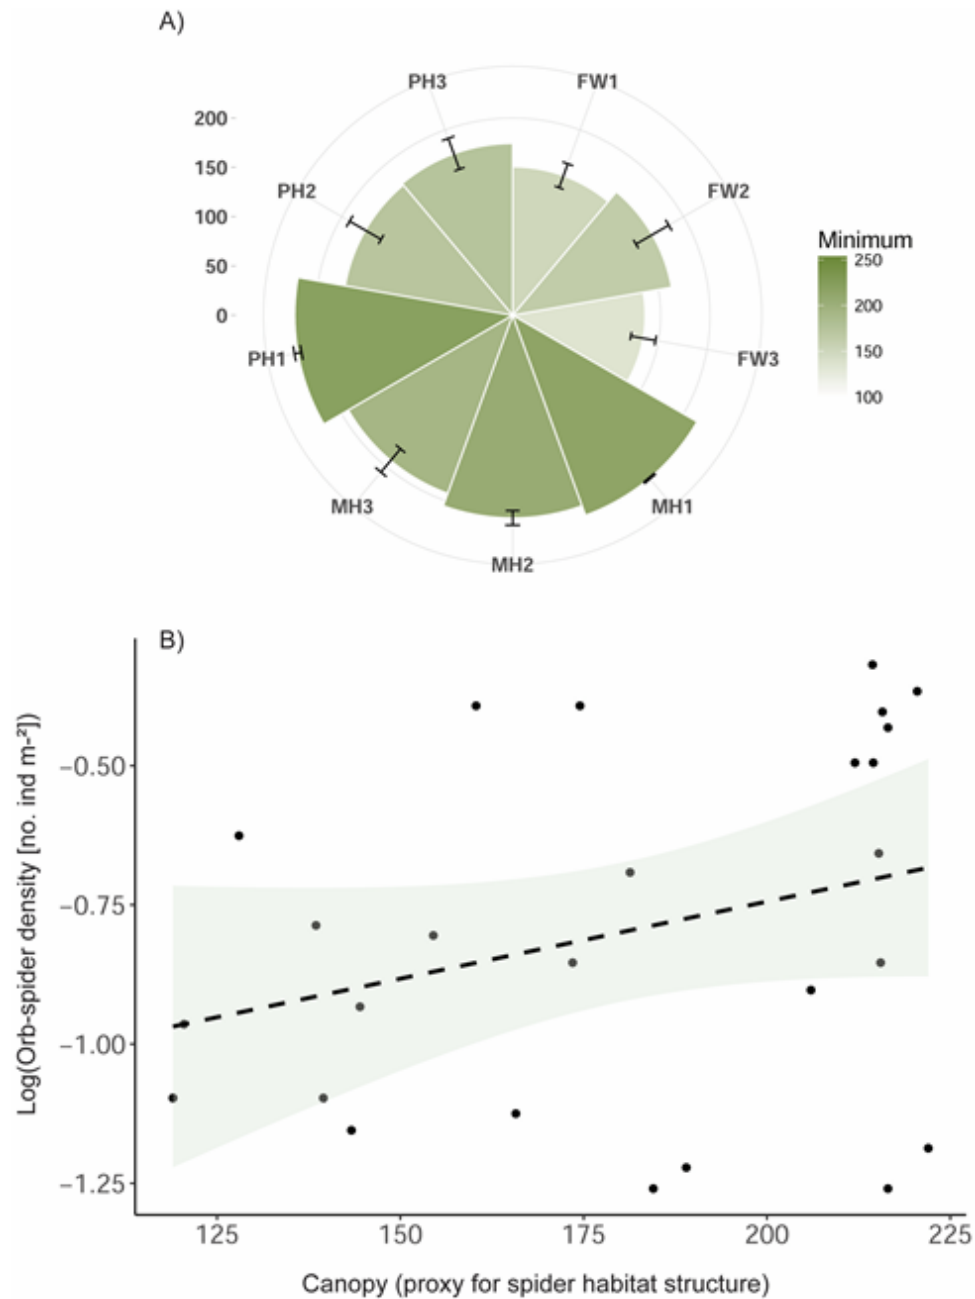 A)
PH3
FW1
200
150
PH2
FW2
100
Minimum
50
250
0
200
PH1
FW3
150
100
MH3
MH1
MH2
B)
Log(Orb-spider density [no. ind m-²])
−0.50
−0.75
−1.00
−1.25
125 150 175 200 225
Canopy (proxy for spider habitat structure)